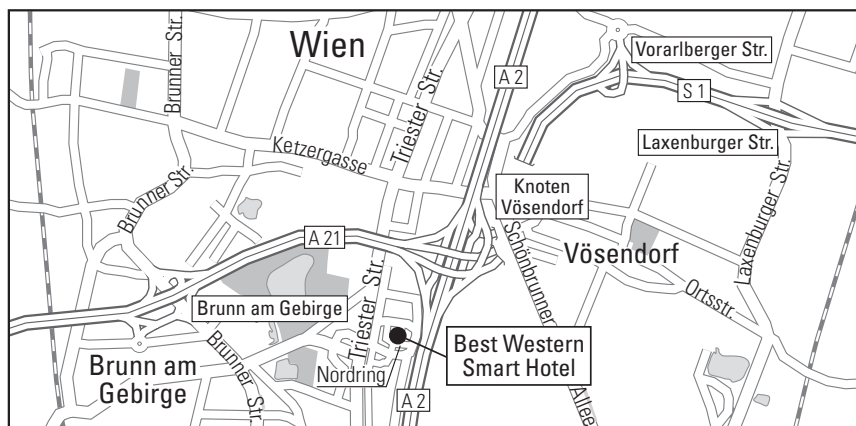 Wien
Brunner Str.
Triester Str.
A 2
Vorarlberger Str.
S 1
Ketzergasse
Laxenburger Str.
Brunner Str.
Knoten
Vösendorf
A 21
Schönbrunner
Allee
Vösendorf
Laxenburger Str.
Ortsstr.
Brunn am Gebirge
Triester Str.
Brunn am
Gebirge
Brunner Str.
Nordring
Best Western
Smart Hotel
A 2